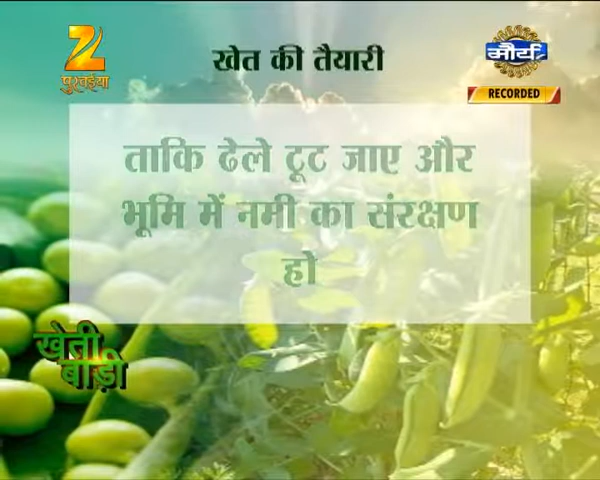 Z
पुरवईया
खेत की तैयारी
मौर्य
RECORDED
ताकि ढेले टूट जाए और
भूमि में नमी का संरक्षण
हो
खेती
बाड़ी